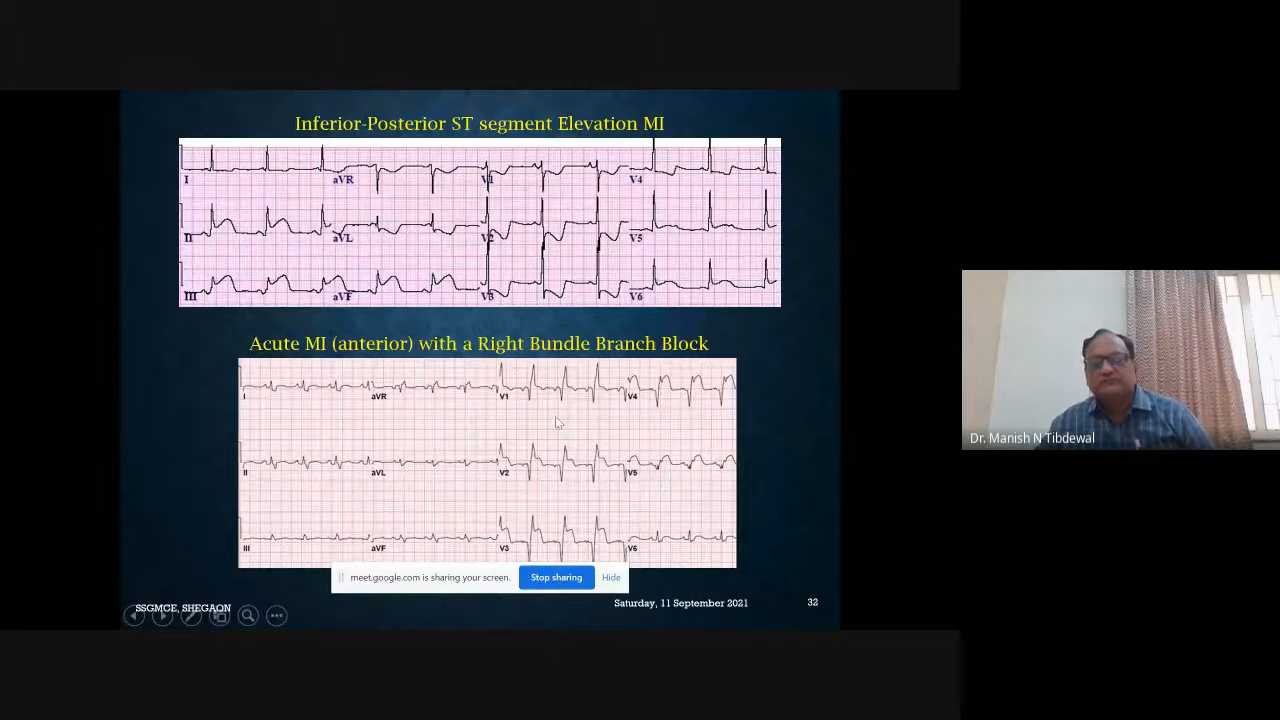 Inferior-Posterior ST segment Elevation MI
I aVR V1 V4
II aVL V2 V5
III aVF V3 V6
Acute MI (anterior) with a Right Bundle Branch Block
I aVR V1 V4
II aVL V2 V5
III aVF V3 V6
meet.google.com is sharing your screen. Stop sharing Hide
SSGMCE, SHEGAON Saturday, 11 September 2021 32
Dr. Manish N Tibdewal